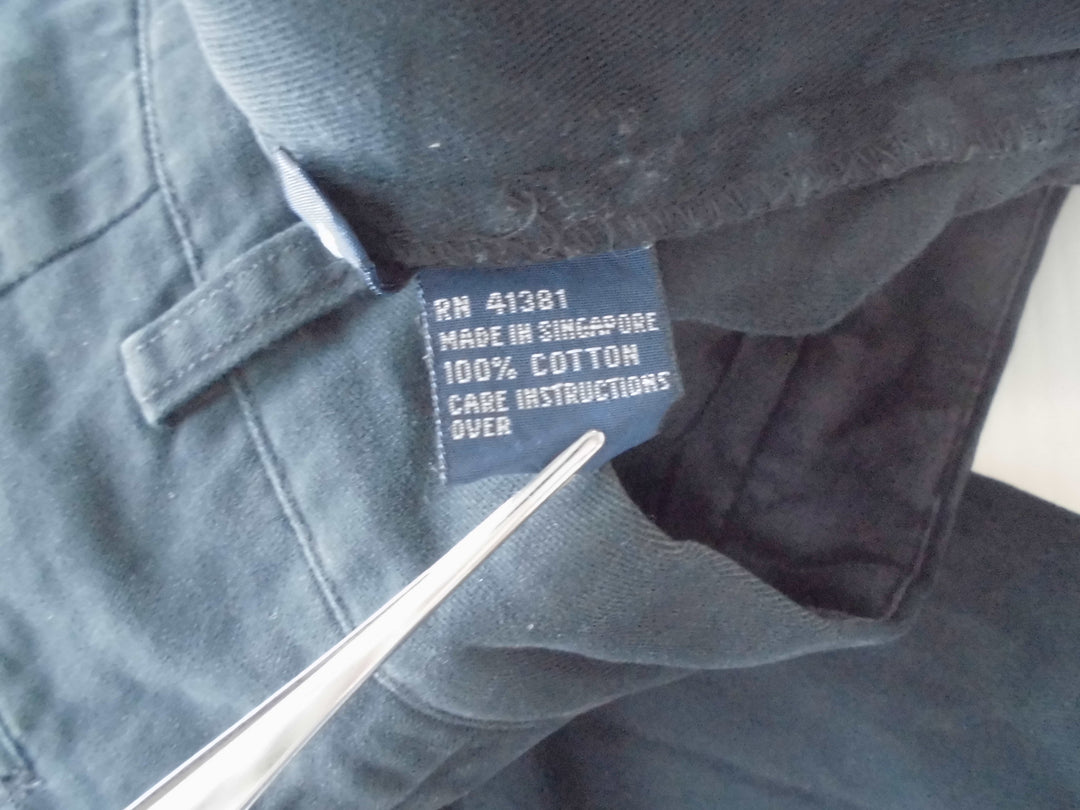 RN 41381
MADE IN SINGAPORE
100% COTTON
CARE INSTRUCTIONS
OVER